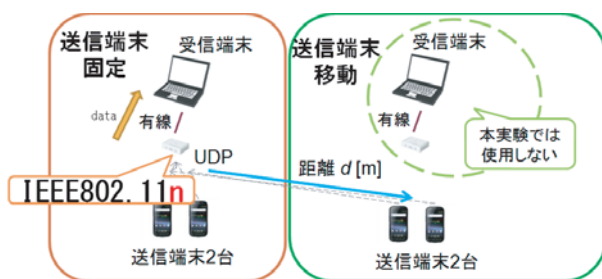 送信端末
固定
受信端末
data
有線
UDP
IEEE802.11n
送信端末2台
送信端末
移動
受信端末
有線
本実験では
使用しない
距離 d [m]
送信端末2台